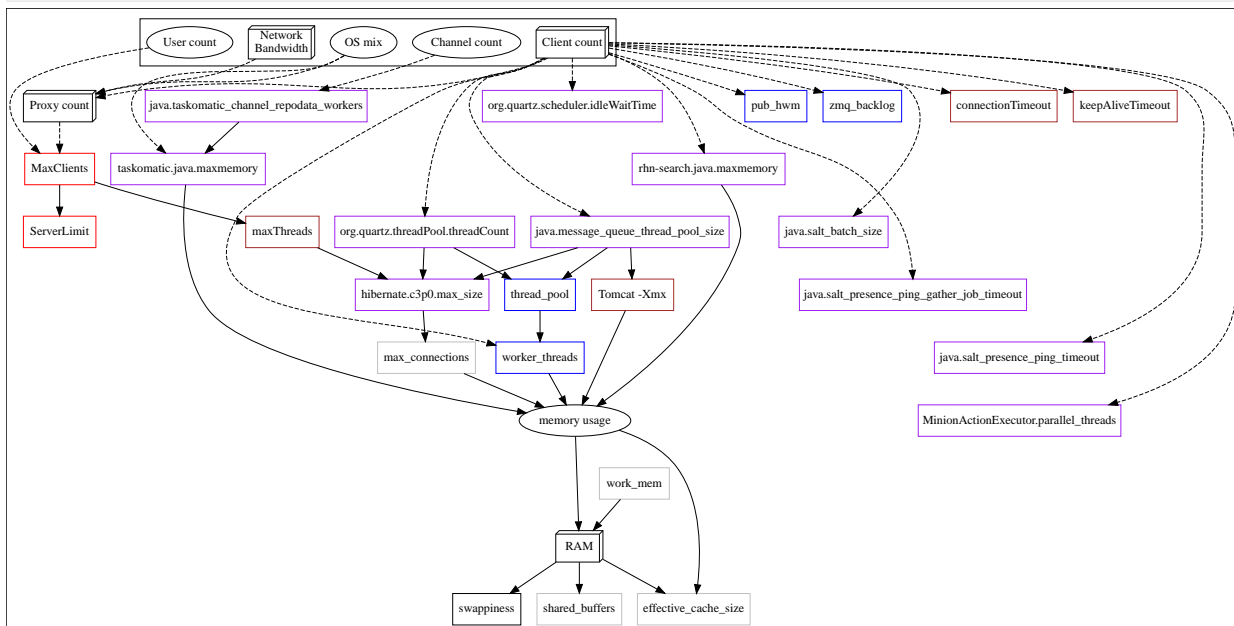 User count
Network
Bandwidth
OS mix
Channel count
Client count
Proxy count
java.taskomatic_channel_repodata_workers
org.quartz.scheduler.idleWaitTime
pub_hwm
zmq_backlog
connectionTimeout
keepAliveTimeout
MaxClients
taskomatic.java.maxmemory
rhn-search.java.maxmemory
ServerLimit
maxThreads
org.quartz.threadPool.threadCount
java.message_queue_thread_pool_size
java.salt_batch_size
hibernate.c3p0.max_size
thread_pool
Tomcat -Xmx
java.salt_presence_ping_gather_job_timeout
max_connections
worker_threads
java.salt_presence_ping_timeout
memory usage
MinionActionExecutor.parallel_threads
work_mem
RAM
swappiness
shared_buffers
effective_cache_size